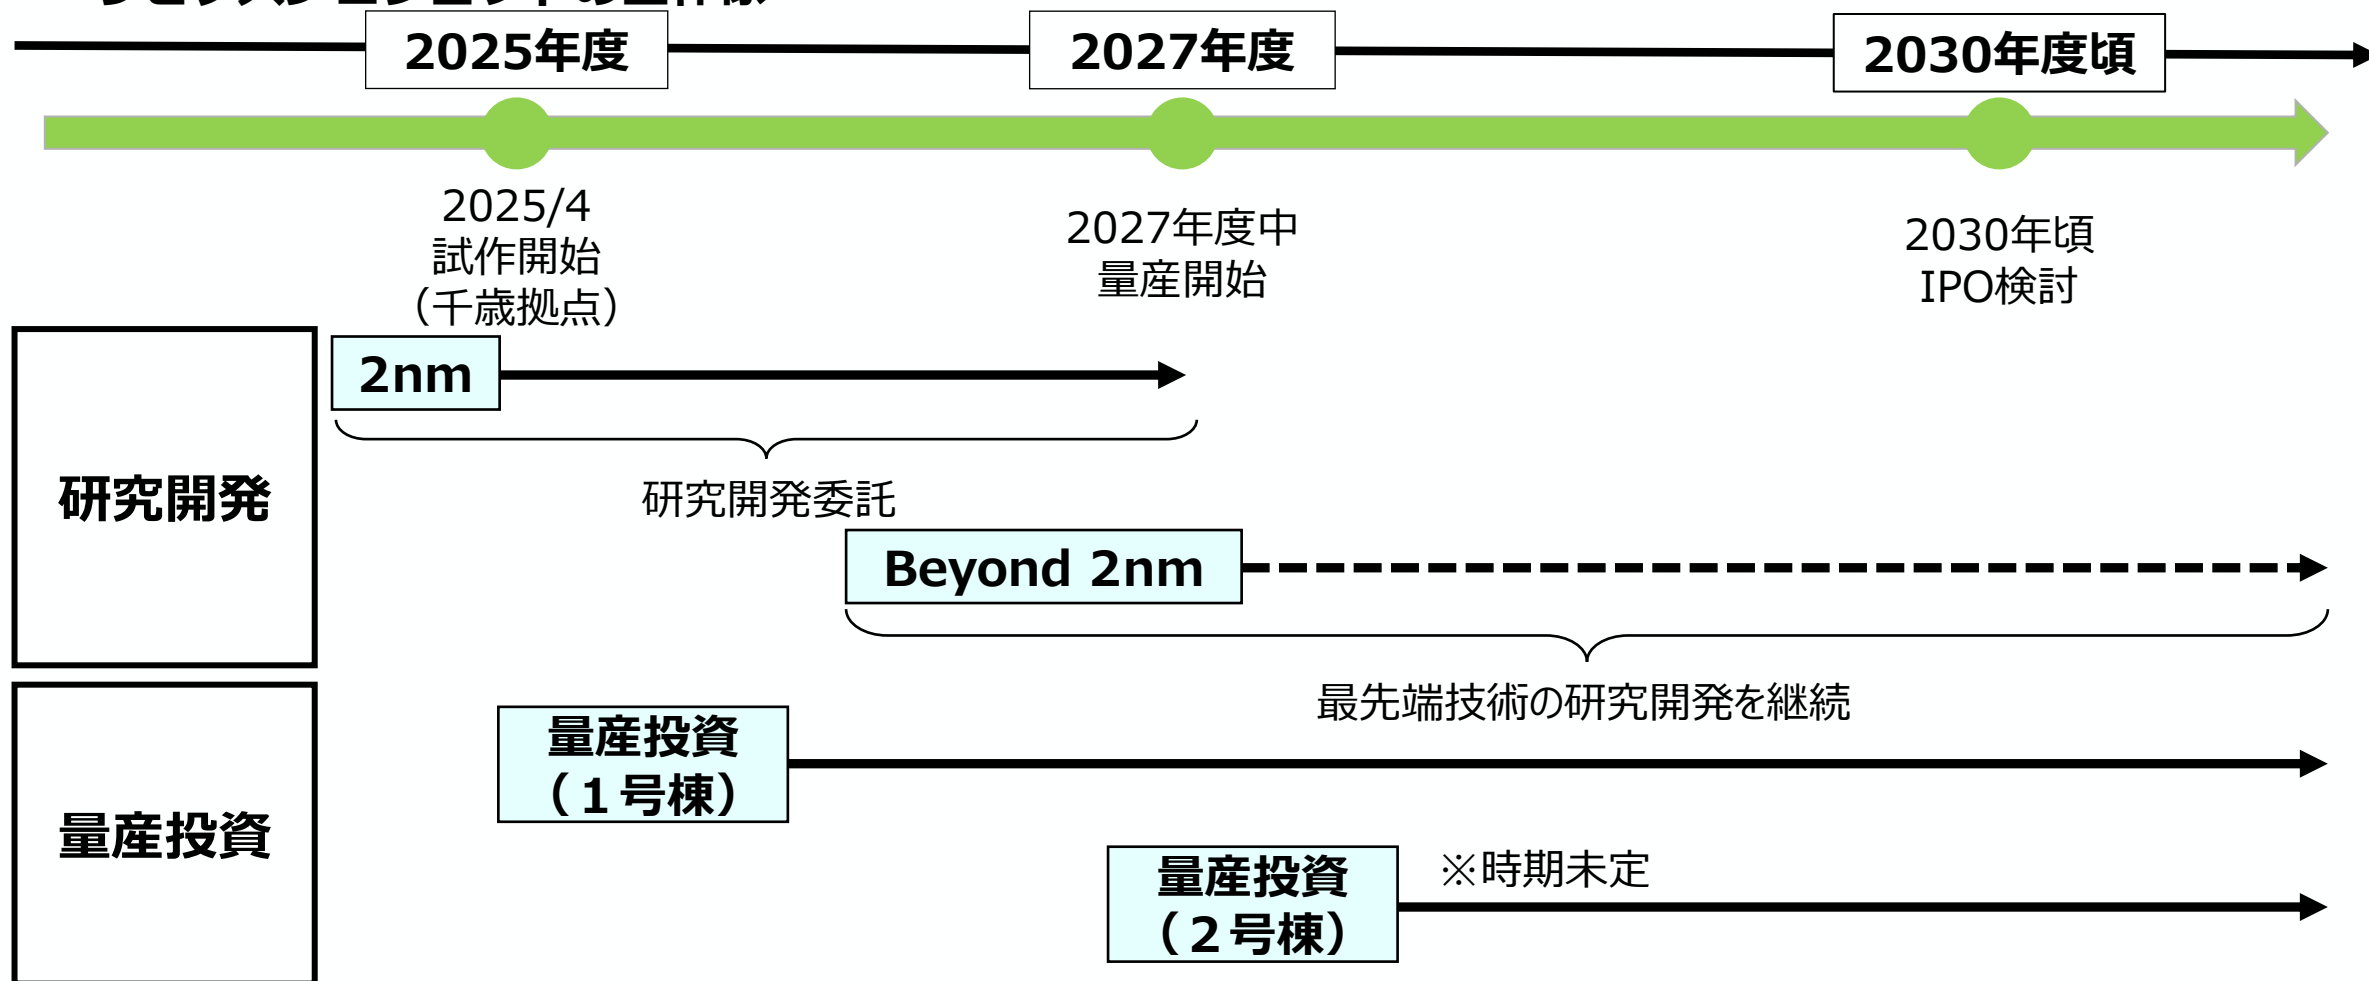 2025年度
2027年度
2030年度頃
2025/4
試作開始
（千歳拠点）
2027年度中
量産開始
2030年頃
IPO検討
研究開発
2nm
研究開発委託
Beyond 2nm
最先端技術の研究開発を継続
量産投資
量産投資
（１号棟）
量産投資
（２号棟）
※時期未定